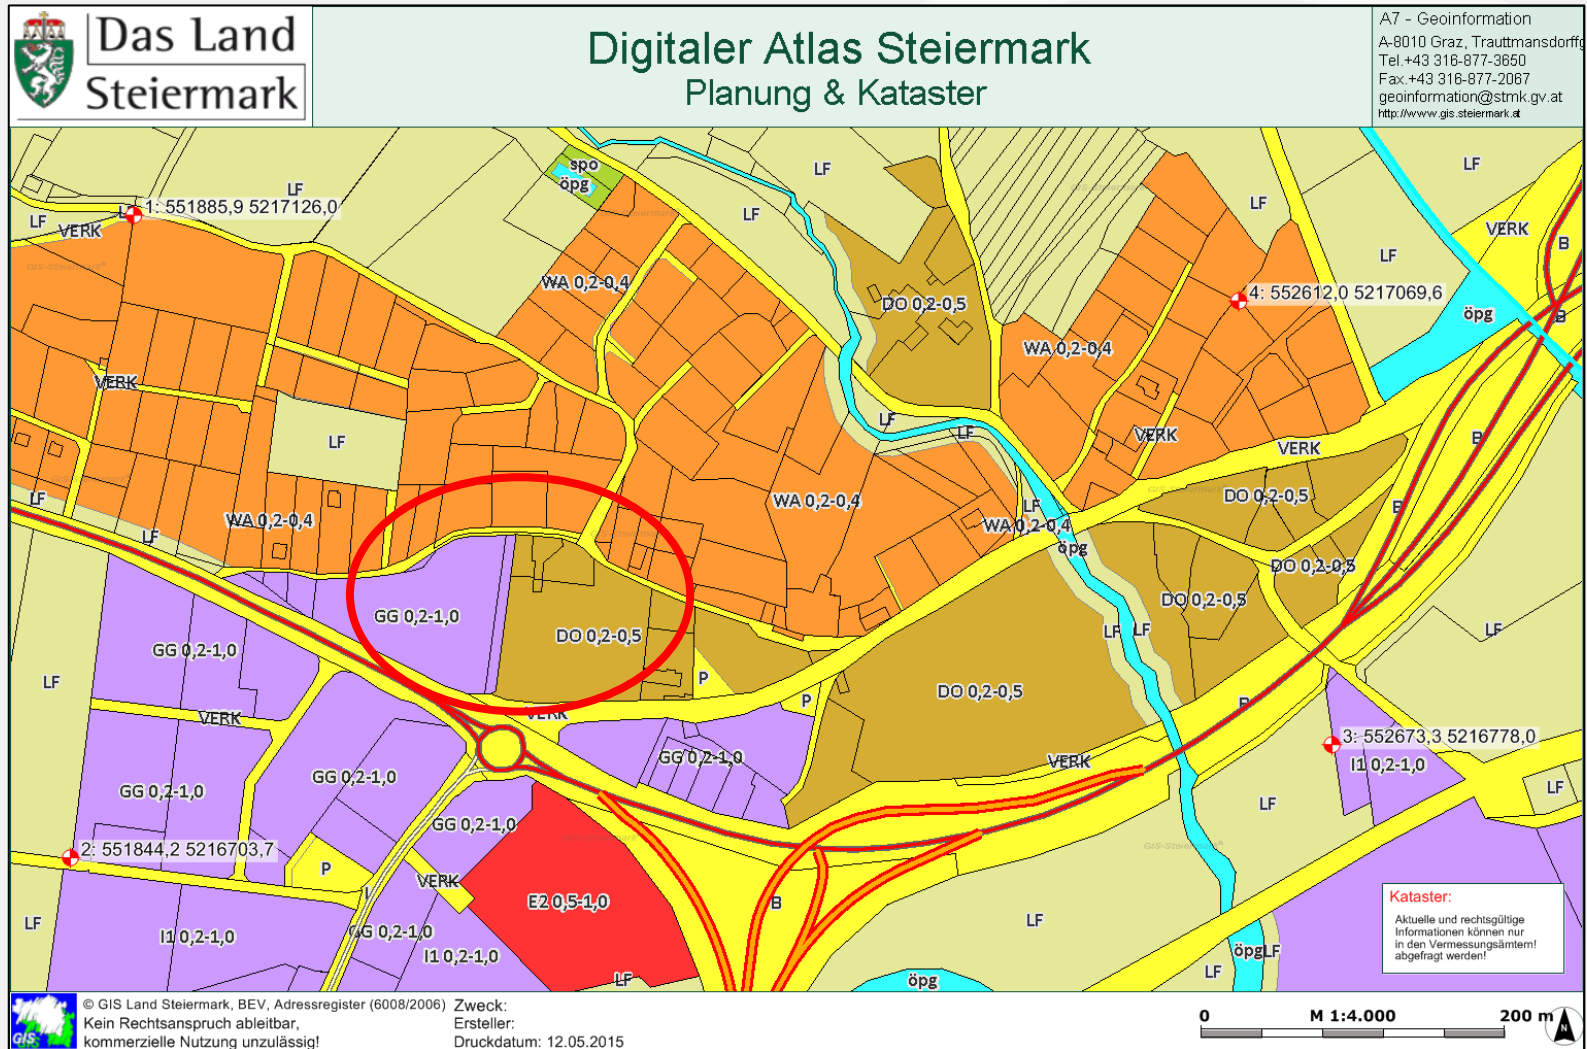 Das Land
Steiermark
Digitaler Atlas Steiermark
Planung & Kataster
A7 - Geoinformation
A-8010 Graz, Trauttmansdorffg
Tel.+43 316-877-3650
Fax.+43 316-877-2067
geoinformation@stmk.gv.at
http://www.gis.steiermark.at
spo
öpg
LF
LF
LF
LF
LF
LF
1: 551885,9 5217126,0
VERK
VERK
B
GIS-Steiermark®
WA 0,2-0,4
DO 0,2-0,5
LF
4: 552612,0 5217069,6
öpg
B
WA 0,2-0,4
VERK
LF
LF
LF
VERK
VERK
B
LF
WA 0,2-0,4
DO 0,2-0,5
LF
B
WA 0,2-0,4
WA 0,2-0,4
LF
öpg
DO 0,2-0,5
DO 0,2-0,5
GG 0,2-1,0
DO 0,2-0,5
LF
LF
LF
GG 0,2-1,0
LF
P
DO 0,2-0,5
P
B
VERK
VERK
3: 552673,3 5216778,0
GG 0,2-1,0
VERK
I1 0,2-1,0
GG 0,2-1,0
GG 0,2-1,0
LF
LF
GG 0,2-1,0
2: 551844,2 5216703,7
GIS-Steiermark®
P
VERK
E2 0,5-1,0
B
LF
LF
I1 0,2-1,0
GG 0,2-1,0
I1 0,2-1,0
öpg
LF
LF
LF
öpg
Kataster:
Aktuelle und rechtsgültige
Informationen können nur
in den Vermessungsämtern!
abgefragt werden!
© GIS Land Steiermark, BEV, Adressregister (6008/2006)
Kein Rechtsanspruch ableitbar,
kommerzielle Nutzung unzulässig!
GIS
Zweck:
Ersteller:
Druckdatum: 12.05.2015
0 M 1:4.000 200 m
N